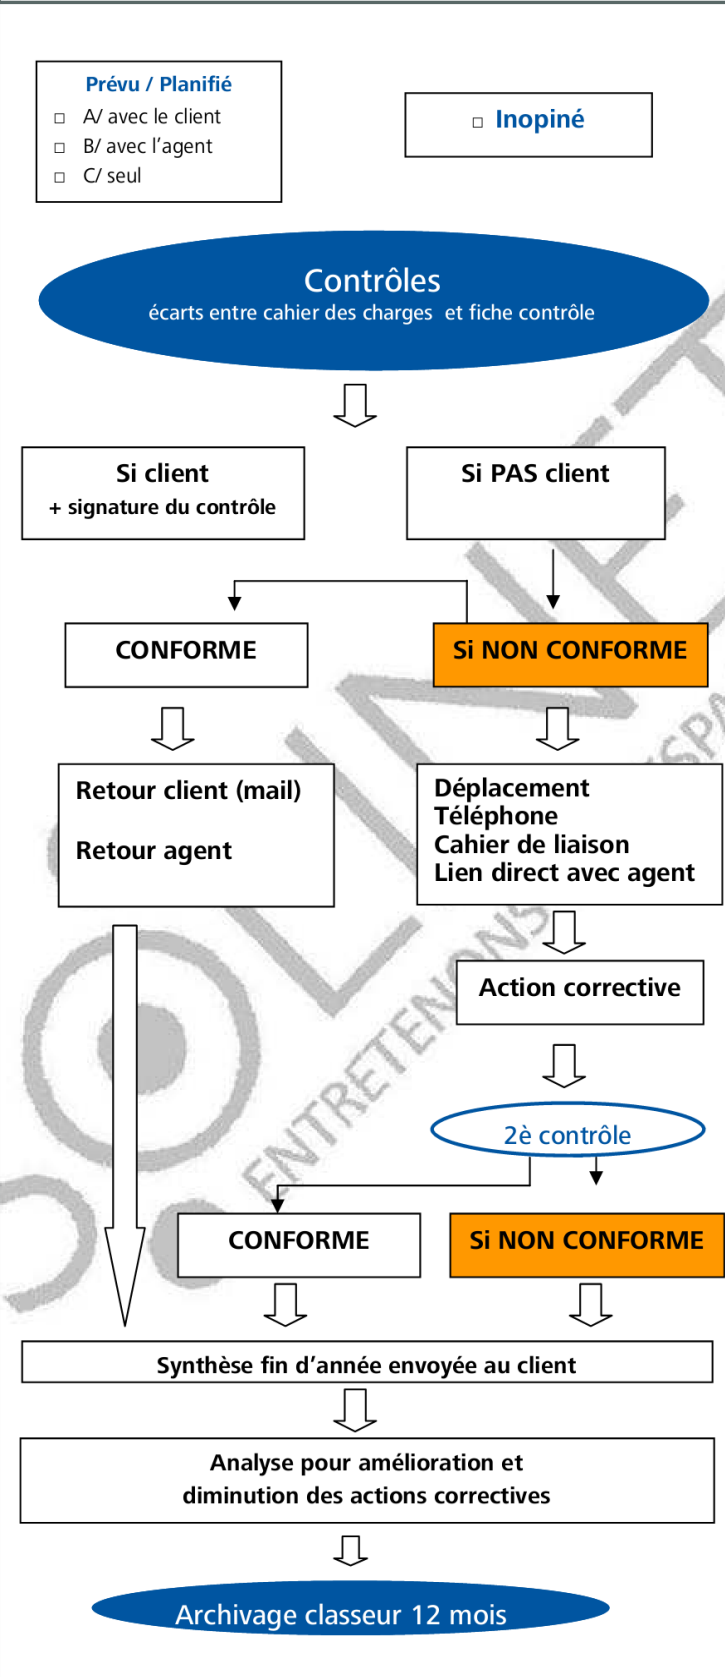 Prévu / Planifié
□ A/ avec le client
□ B/ avec l'agent
□ C/ seul
□ Inopiné
Contrôles
écarts entre cahier des charges et fiche contrôle
Si client
+ signature du contrôle
Si PAS client
CONFORME
Si NON CONFORME
Retour client (mail)
Retour agent
Déplacement
Téléphone
Cahier de liaison
Lien direct avec agent
Action corrective
2è contrôle
CONFORME
Si NON CONFORME
Synthèse fin d'année envoyée au client
Analyse pour amélioration et
diminution des actions correctives
Archivage classeur 12 mois
ENTRETENONS